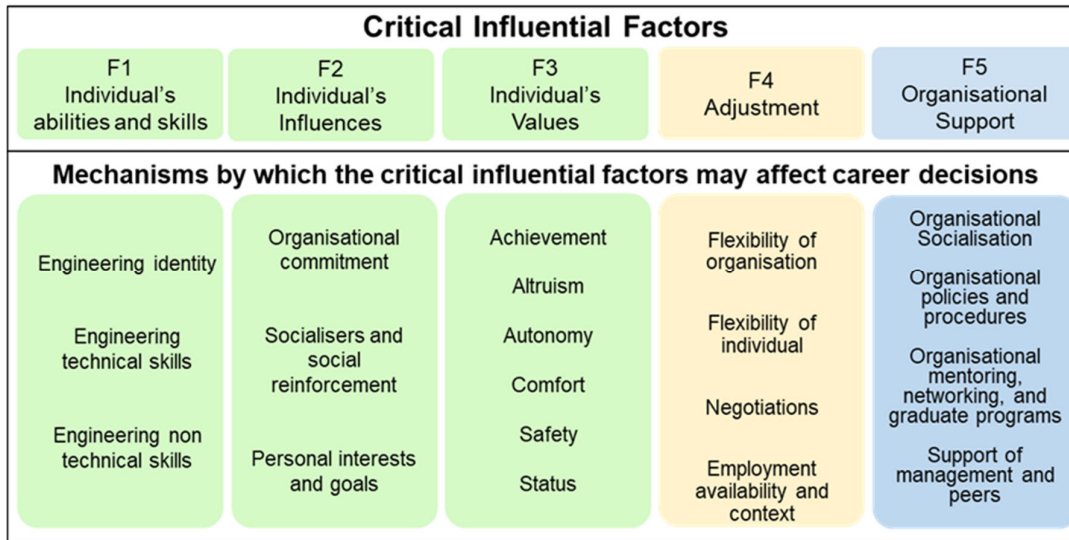 Critical Influential Factors
F1
Individual's
abilities and skills
F2
Individual's
Influences
F3
Individual's
Values
F4
Adjustment
F5
Organisational
Support
Mechanisms by which the critical influential factors may affect career decisions
Engineering identity
Engineering
technical skills
Engineering non
technical skills
Organisational
commitment
Socialisers and
social
reinforcement
Personal interests
and goals
Achievement
Altruism
Autonomy
Comfort
Safety
Status
Flexibility of
organisation
Flexibility of
individual
Negotiations
Employment
availability and
context
Organisational
Socialisation
Organisational
policies and
procedures
Organisational
mentoring,
networking, and
graduate programs
Support of
management and
peers